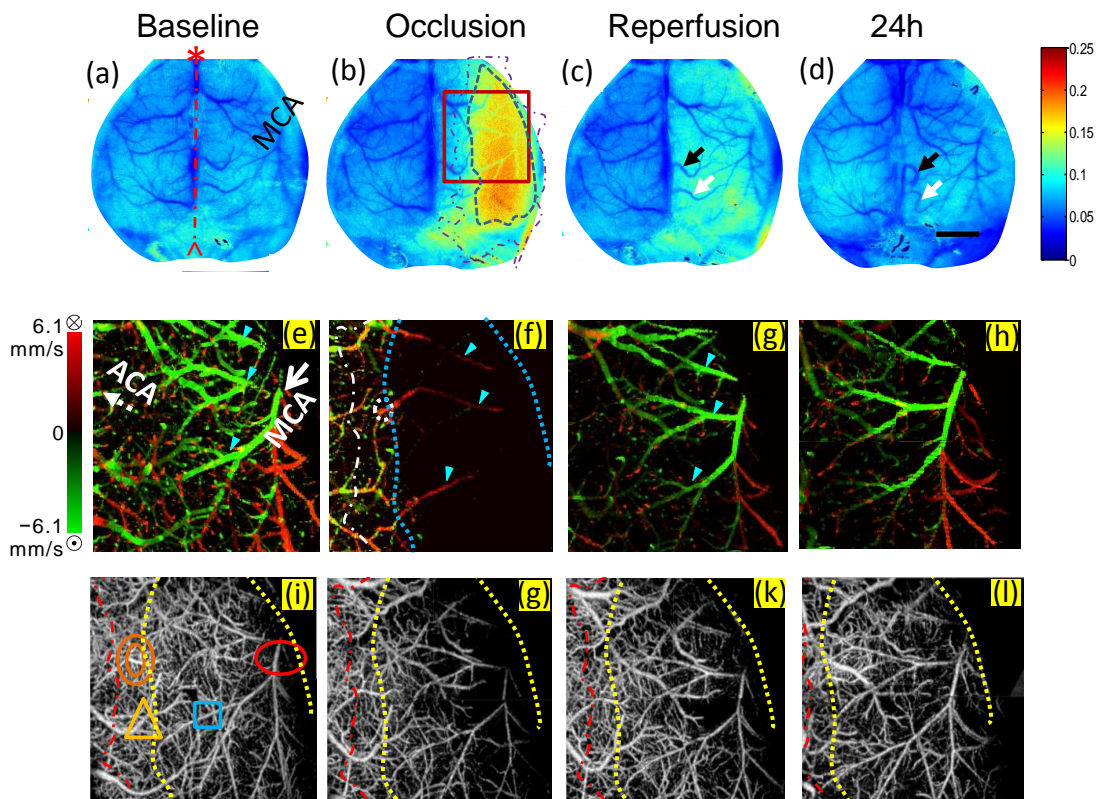 Baseline Occlusion Reperfusion 24h
(a) (b) (c) (d)
MCA
0.25
0.2
0.15
0.1
0.05
0
6.1
mm/s
0
−6.1
mm/s
(e) (f) (g) (h)
ACA
MCA
(i) (g) (k) (l)